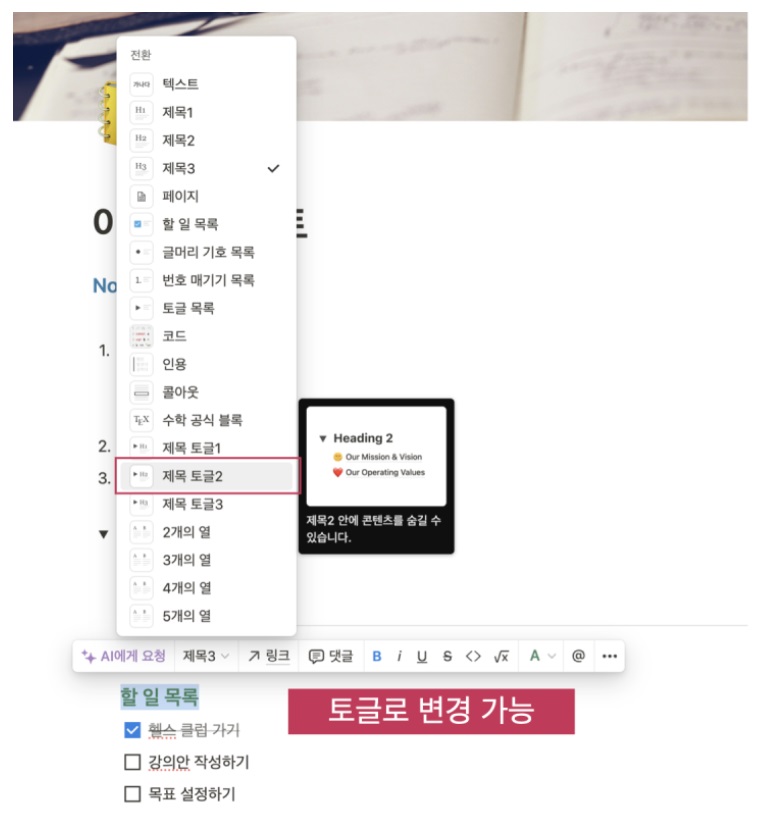 전환
텍스트
제목1
제목2
제목3
페이지
할 일 목록
글머리 기호 목록
No
번호 매기기 목록
토글 목록
1.
코드
인용
콜아웃
수학 공식 블록
2.
제목 토글1
3.
제목 토글2
제목 토글3
2개의 열
3개의 열
4개의 열
5개의 열
Heading 2
Our Mission & Vision
Our Operating Values
제목2 안에 콘텐츠를 숨길 수
있습니다.
AI에게 요청 제목3 링크 댓글 B i U S <> √x A @ •••
할 일 목록
토글로 변경 가능
헬스 클럽 가기
강의안 작성하기
목표 설정하기